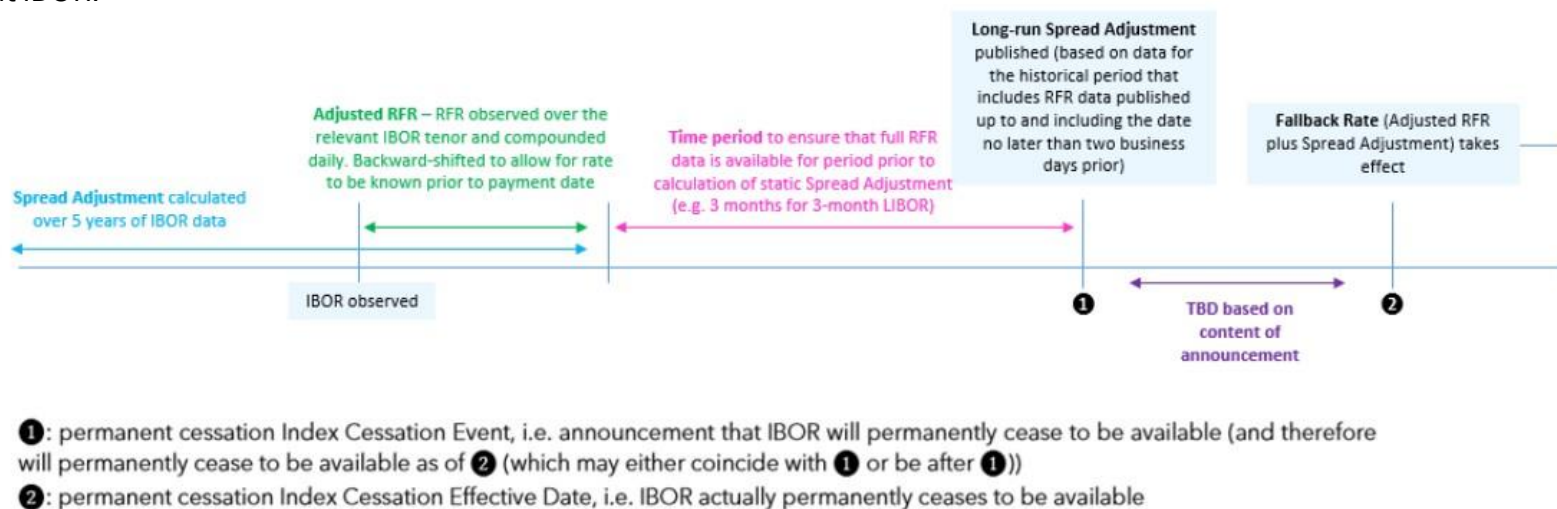 Long-run Spread Adjustment
published (based on data for
the historical period that
includes RFR data published
up to and including the date
no later than two business
days prior)
Adjusted RFR – RFR observed over the
relevant IBOR tenor and compounded
daily. Backward-shifted to allow for rate
to be known prior to payment date
Time period to ensure that full RFR
data is available for period prior to
calculation of static Spread Adjustment
(e.g. 3 months for 3-month LIBOR)
Fallback Rate (Adjusted RFR
plus Spread Adjustment) takes
effect
Spread Adjustment calculated
over 5 years of IBOR data
IBOR observed
❶
TBD based on
content of
announcement
❷
❶: permanent cessation Index Cessation Event, i.e. announcement that IBOR will permanently cease to be available (and therefore
will permanently cease to be available as of ❷ (which may either coincide with ❶ or be after ❶))
❷: permanent cessation Index Cessation Effective Date, i.e. IBOR actually permanently ceases to be available